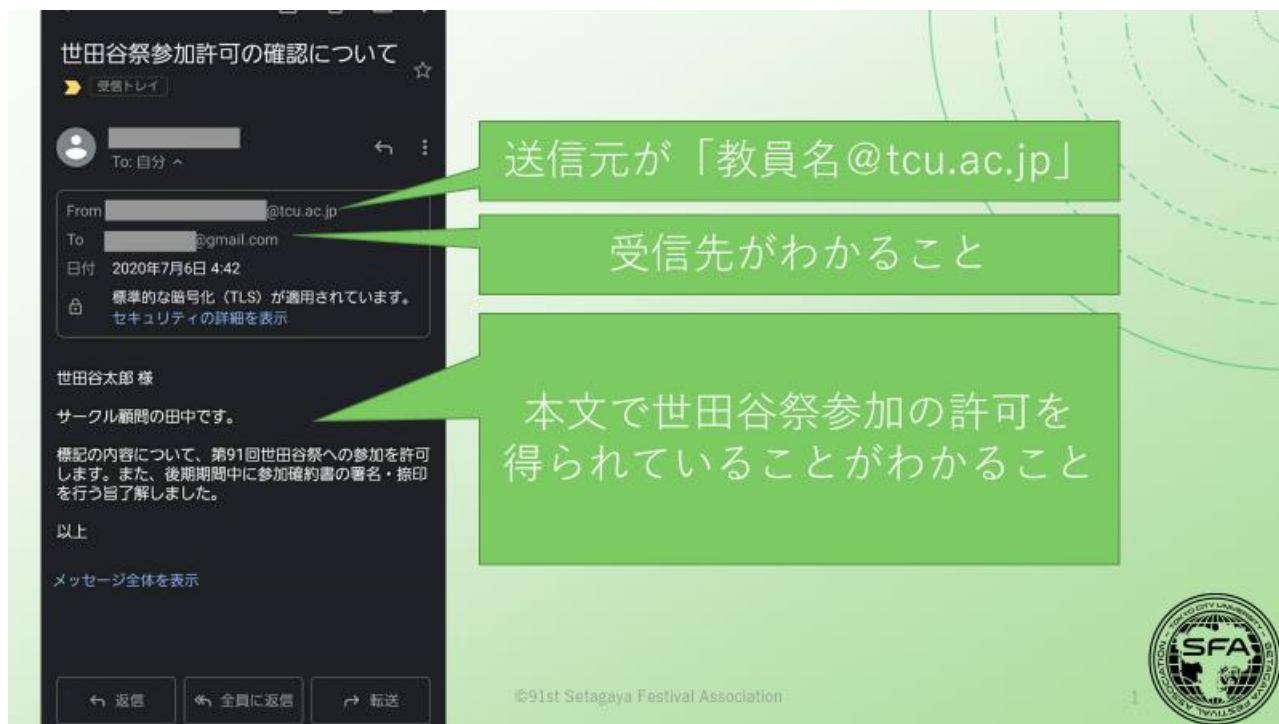 世田谷祭参加許可の確認について
受信トレイ
To: 自分
From @tcu.ac.jp
To @gmail.com
日付 2020年7月6日 4:42
標準的な暗号化（TLS）が適用されています。
セキュリティの詳細を表示
世田谷太郎 様
サークル顧問の田中です。
標記の内容について、第91回世田谷祭への参加を許可
します。また、後期期間中に参加確約書の署名・捺印
を行う旨了解しました。
以上
メッセージ全体を表示
返信
全員に返信
転送
送信元が「教員名@tcu.ac.jp」
受信先がわかること
本文で世田谷祭参加の許可を
得られていることがわかること
©91st Setagaya Festival Association
1
TOKYO CITY UNIVERSITY
SFA
SETAGAYA FESTIVAL ASSOCIATION